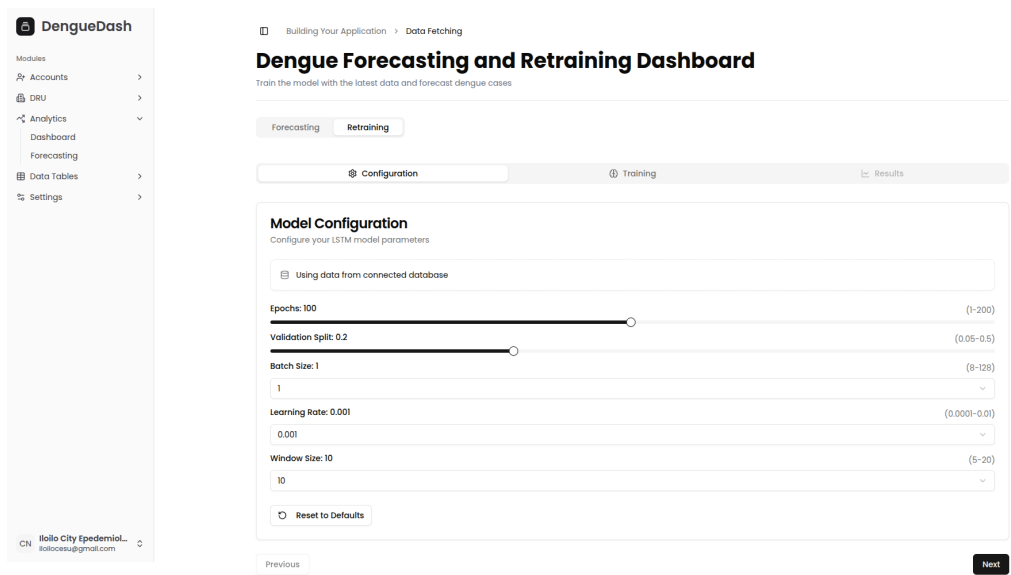 DengueDash
Modules
Accounts
DRU
Analytics
Dashboard
Forecasting
Data Tables
Settings
CN
Iloilo City Epedemiol...
iloilocesu@gmail.com
Building Your Application > Data Fetching
Dengue Forecasting and Retraining Dashboard
Train the model with the latest data and forecast dengue cases
Forecasting Retraining
Configuration Training Results
Model Configuration
Configure your LSTM model parameters
Using data from connected database
Epochs: 100 (1-200)
Validation Split: 0.2 (0.05-0.5)
Batch Size: 1 (8-128)
1
Learning Rate: 0.001 (0.0001-0.01)
0.001
Window Size: 10 (5-20)
10
Reset to Defaults
Previous Next